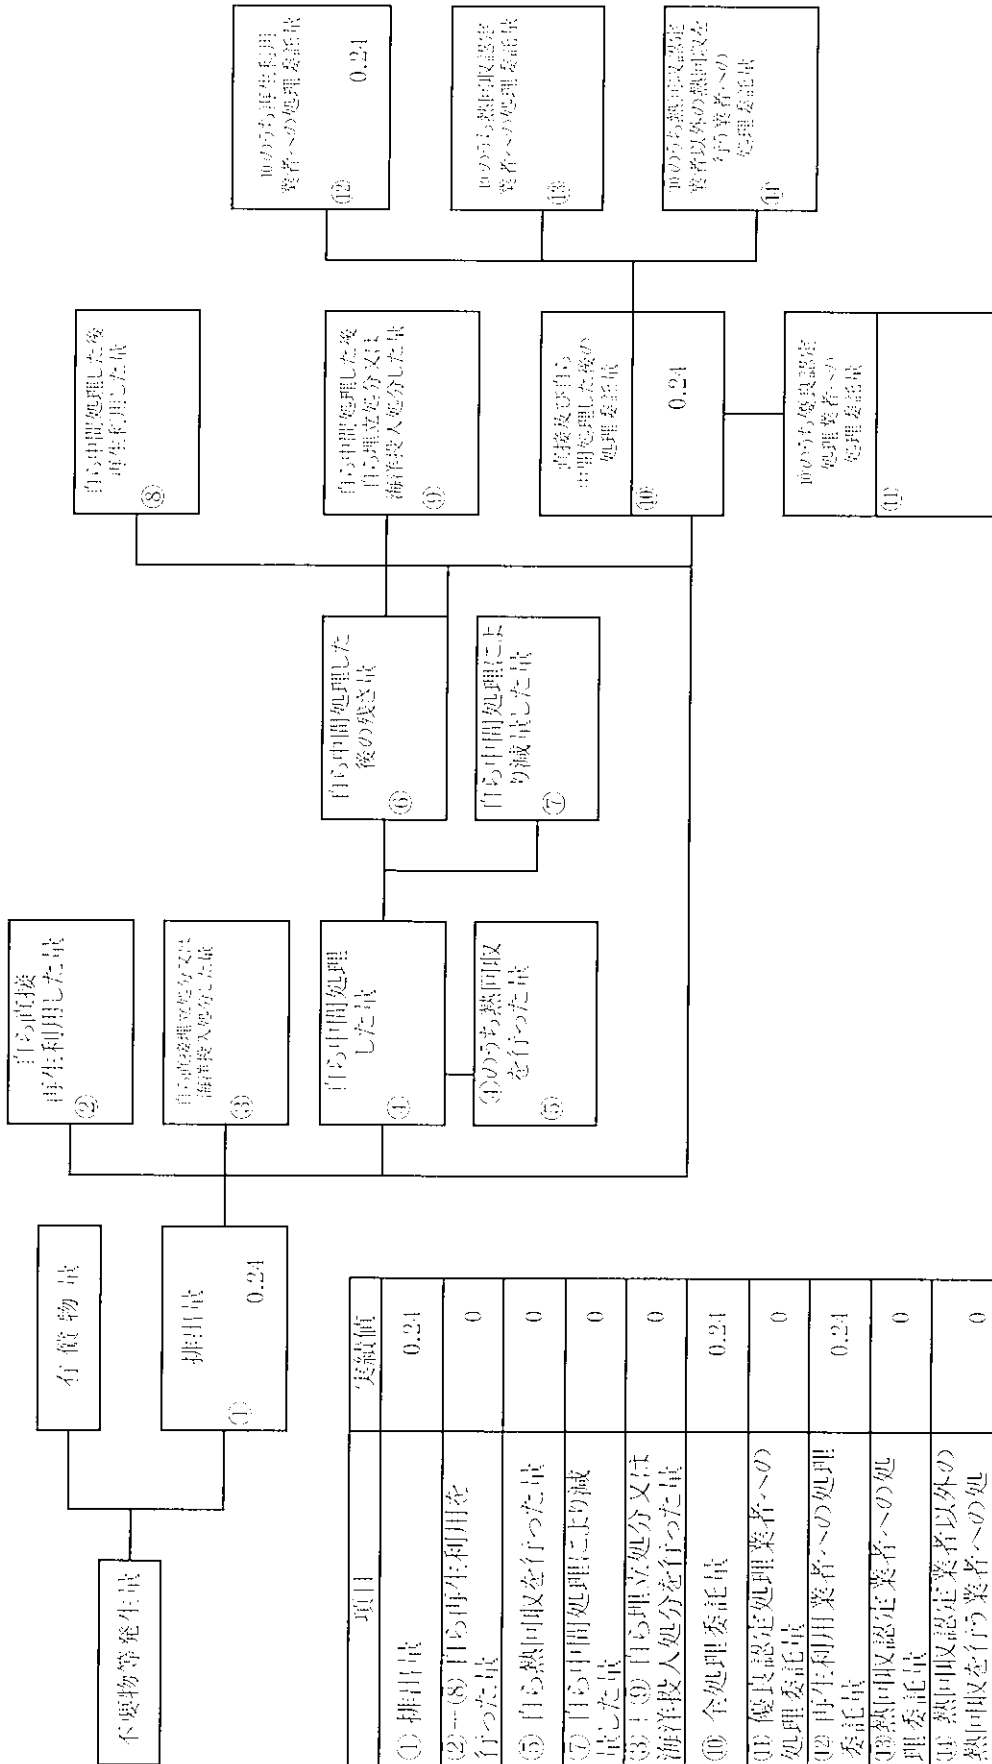 不要物等発生量
有償物量
①
排出量
0.24
②
自ら直接
再生利用した量
③
自ら直接埋立処分又は
海洋投入処分した量
④
自ら中間処理
した量
⑤
④のうち熱回収
を行った量
⑥
自ら中間処理した
後の残さ量
⑦
自ら中間処理によ
り減量した量
⑧
自ら中間処理した後
再生利用した量
⑨
自ら中間処理した後
自ら埋立処分又は
海洋投入処分した量
直接及び自ら
中間処理した後の
処理委託量
⑩
0.24
⑩のうち優良認定
処理業者への
処理委託量
⑪
⑩のうち再生利用
業者への処理委託量
⑫
0.24
⑩のうち熱回収認定
業者への処理委託量
⑬
⑩のうち熱回収認定
業者以外の熱回収を
行う業者への
処理委託量
⑭
項目 実績値
①排出量 0.24
②+⑧自ら再生利用を
行った量 0
⑤自ら熱回収を行った量 0
⑦自ら中間処理により減
量した量 0
③+⑨自ら埋立処分又は
海洋投入処分を行った量 0
⑩全処理委託量 0.24
⑪優良認定処理業者への
処理委託量 0
⑫再生利用業者への処理
委託量 0.24
⑬熱回収認定業者への処
理委託量 0
⑭熱回収認定業者以外の
熱回収を行う業者への処 0